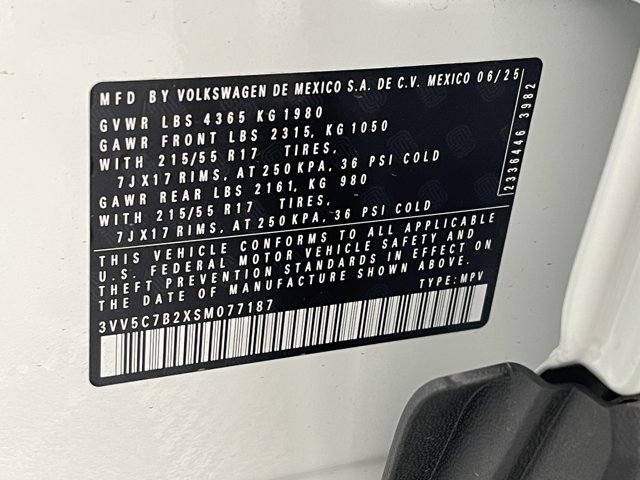 MFD BY VOLKSWAGEN DE MEXICO S.A. DE C.V. MEXICO 06/25
GVWR LBS 4365 KG 1980
GAWR FRONT LBS 2315, KG 1050
WITH 215/55 R17 TIRES,
7JX17 RIMS, AT 250 KPA, 36 PSI COLD
GAWR REAR LBS 2161, KG 980
WITH 215/55 R17 TIRES,
7JX17 RIMS, AT 250 KPA, 36 PSI COLD
2336446 3982
THIS VEHICLE CONFORMS TO ALL APPLICABLE
U.S. FEDERAL MOTOR VEHICLE SAFETY AND
THEFT PREVENTION STANDARDS IN EFFECT ON
THE DATE OF MANUFACTURE SHOWN ABOVE.
3VV5C7B2XSM077187 TYPE: MPV